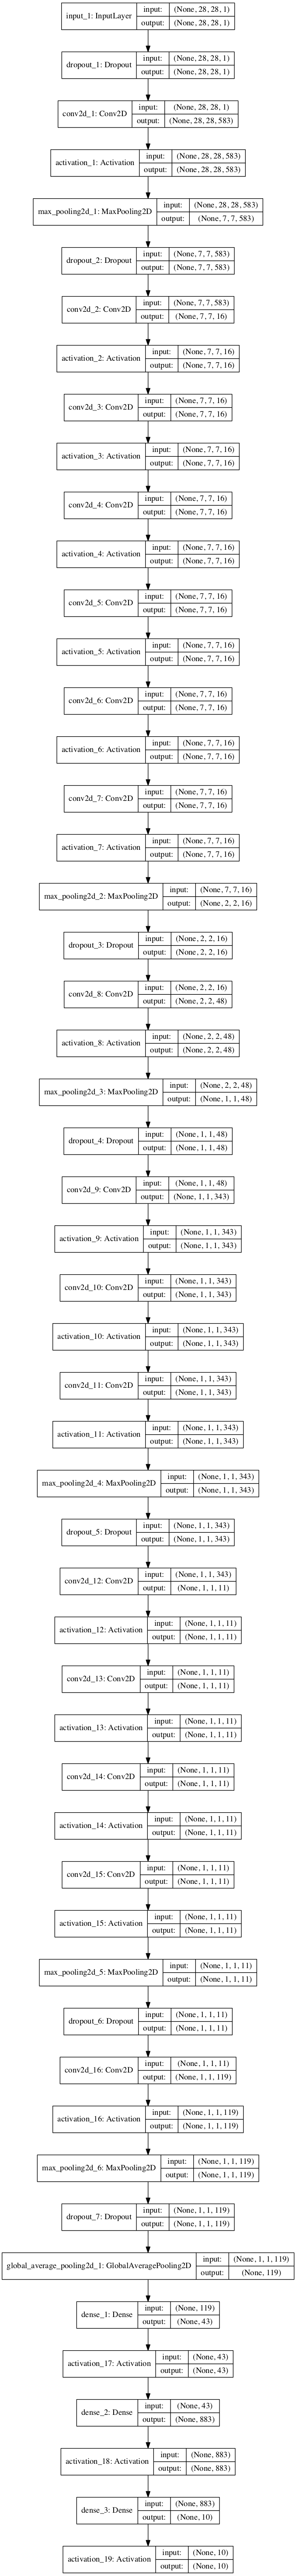 input_1: InputLayer
input: (None, 28, 28, 1)
output: (None, 28, 28, 1)
dropout_1: Dropout
input: (None, 28, 28, 1)
output: (None, 28, 28, 1)
conv2d_1: Conv2D
input: (None, 28, 28, 1)
output: (None, 28, 28, 583)
activation_1: Activation
input: (None, 28, 28, 583)
output: (None, 28, 28, 583)
max_pooling2d_1: MaxPooling2D
input: (None, 28, 28, 583)
output: (None, 7, 7, 583)
dropout_2: Dropout
input: (None, 7, 7, 583)
output: (None, 7, 7, 583)
conv2d_2: Conv2D
input: (None, 7, 7, 583)
output: (None, 7, 7, 16)
activation_2: Activation
input: (None, 7, 7, 16)
output: (None, 7, 7, 16)
conv2d_3: Conv2D
input: (None, 7, 7, 16)
output: (None, 7, 7, 16)
activation_3: Activation
input: (None, 7, 7, 16)
output: (None, 7, 7, 16)
conv2d_4: Conv2D
input: (None, 7, 7, 16)
output: (None, 7, 7, 16)
activation_4: Activation
input: (None, 7, 7, 16)
output: (None, 7, 7, 16)
conv2d_5: Conv2D
input: (None, 7, 7, 16)
output: (None, 7, 7, 16)
activation_5: Activation
input: (None, 7, 7, 16)
output: (None, 7, 7, 16)
conv2d_6: Conv2D
input: (None, 7, 7, 16)
output: (None, 7, 7, 16)
activation_6: Activation
input: (None, 7, 7, 16)
output: (None, 7, 7, 16)
conv2d_7: Conv2D
input: (None, 7, 7, 16)
output: (None, 7, 7, 16)
activation_7: Activation
input: (None, 7, 7, 16)
output: (None, 7, 7, 16)
max_pooling2d_2: MaxPooling2D
input: (None, 7, 7, 16)
output: (None, 2, 2, 16)
dropout_3: Dropout
input: (None, 2, 2, 16)
output: (None, 2, 2, 16)
conv2d_8: Conv2D
input: (None, 2, 2, 16)
output: (None, 2, 2, 48)
activation_8: Activation
input: (None, 2, 2, 48)
output: (None, 2, 2, 48)
max_pooling2d_3: MaxPooling2D
input: (None, 2, 2, 48)
output: (None, 1, 1, 48)
dropout_4: Dropout
input: (None, 1, 1, 48)
output: (None, 1, 1, 48)
conv2d_9: Conv2D
input: (None, 1, 1, 48)
output: (None, 1, 1, 343)
activation_9: Activation
input: (None, 1, 1, 343)
output: (None, 1, 1, 343)
conv2d_10: Conv2D
input: (None, 1, 1, 343)
output: (None, 1, 1, 343)
activation_10: Activation
input: (None, 1, 1, 343)
output: (None, 1, 1, 343)
conv2d_11: Conv2D
input: (None, 1, 1, 343)
output: (None, 1, 1, 343)
activation_11: Activation
input: (None, 1, 1, 343)
output: (None, 1, 1, 343)
max_pooling2d_4: MaxPooling2D
input: (None, 1, 1, 343)
output: (None, 1, 1, 343)
dropout_5: Dropout
input: (None, 1, 1, 343)
output: (None, 1, 1, 343)
conv2d_12: Conv2D
input: (None, 1, 1, 343)
output: (None, 1, 1, 11)
activation_12: Activation
input: (None, 1, 1, 11)
output: (None, 1, 1, 11)
conv2d_13: Conv2D
input: (None, 1, 1, 11)
output: (None, 1, 1, 11)
activation_13: Activation
input: (None, 1, 1, 11)
output: (None, 1, 1, 11)
conv2d_14: Conv2D
input: (None, 1, 1, 11)
output: (None, 1, 1, 11)
activation_14: Activation
input: (None, 1, 1, 11)
output: (None, 1, 1, 11)
conv2d_15: Conv2D
input: (None, 1, 1, 11)
output: (None, 1, 1, 11)
activation_15: Activation
input: (None, 1, 1, 11)
output: (None, 1, 1, 11)
max_pooling2d_5: MaxPooling2D
input: (None, 1, 1, 11)
output: (None, 1, 1, 11)
dropout_6: Dropout
input: (None, 1, 1, 11)
output: (None, 1, 1, 11)
conv2d_16: Conv2D
input: (None, 1, 1, 11)
output: (None, 1, 1, 119)
activation_16: Activation
input: (None, 1, 1, 119)
output: (None, 1, 1, 119)
max_pooling2d_6: MaxPooling2D
input: (None, 1, 1, 119)
output: (None, 1, 1, 119)
dropout_7: Dropout
input: (None, 1, 1, 119)
output: (None, 1, 1, 119)
global_average_pooling2d_1: GlobalAveragePooling2D
input: (None, 1, 1, 119)
output: (None, 119)
dense_1: Dense
input: (None, 119)
output: (None, 43)
activation_17: Activation
input: (None, 43)
output: (None, 43)
dense_2: Dense
input: (None, 43)
output: (None, 883)
activation_18: Activation
input: (None, 883)
output: (None, 883)
dense_3: Dense
input: (None, 883)
output: (None, 10)
activation_19: Activation
input: (None, 10)
output: (None, 10)